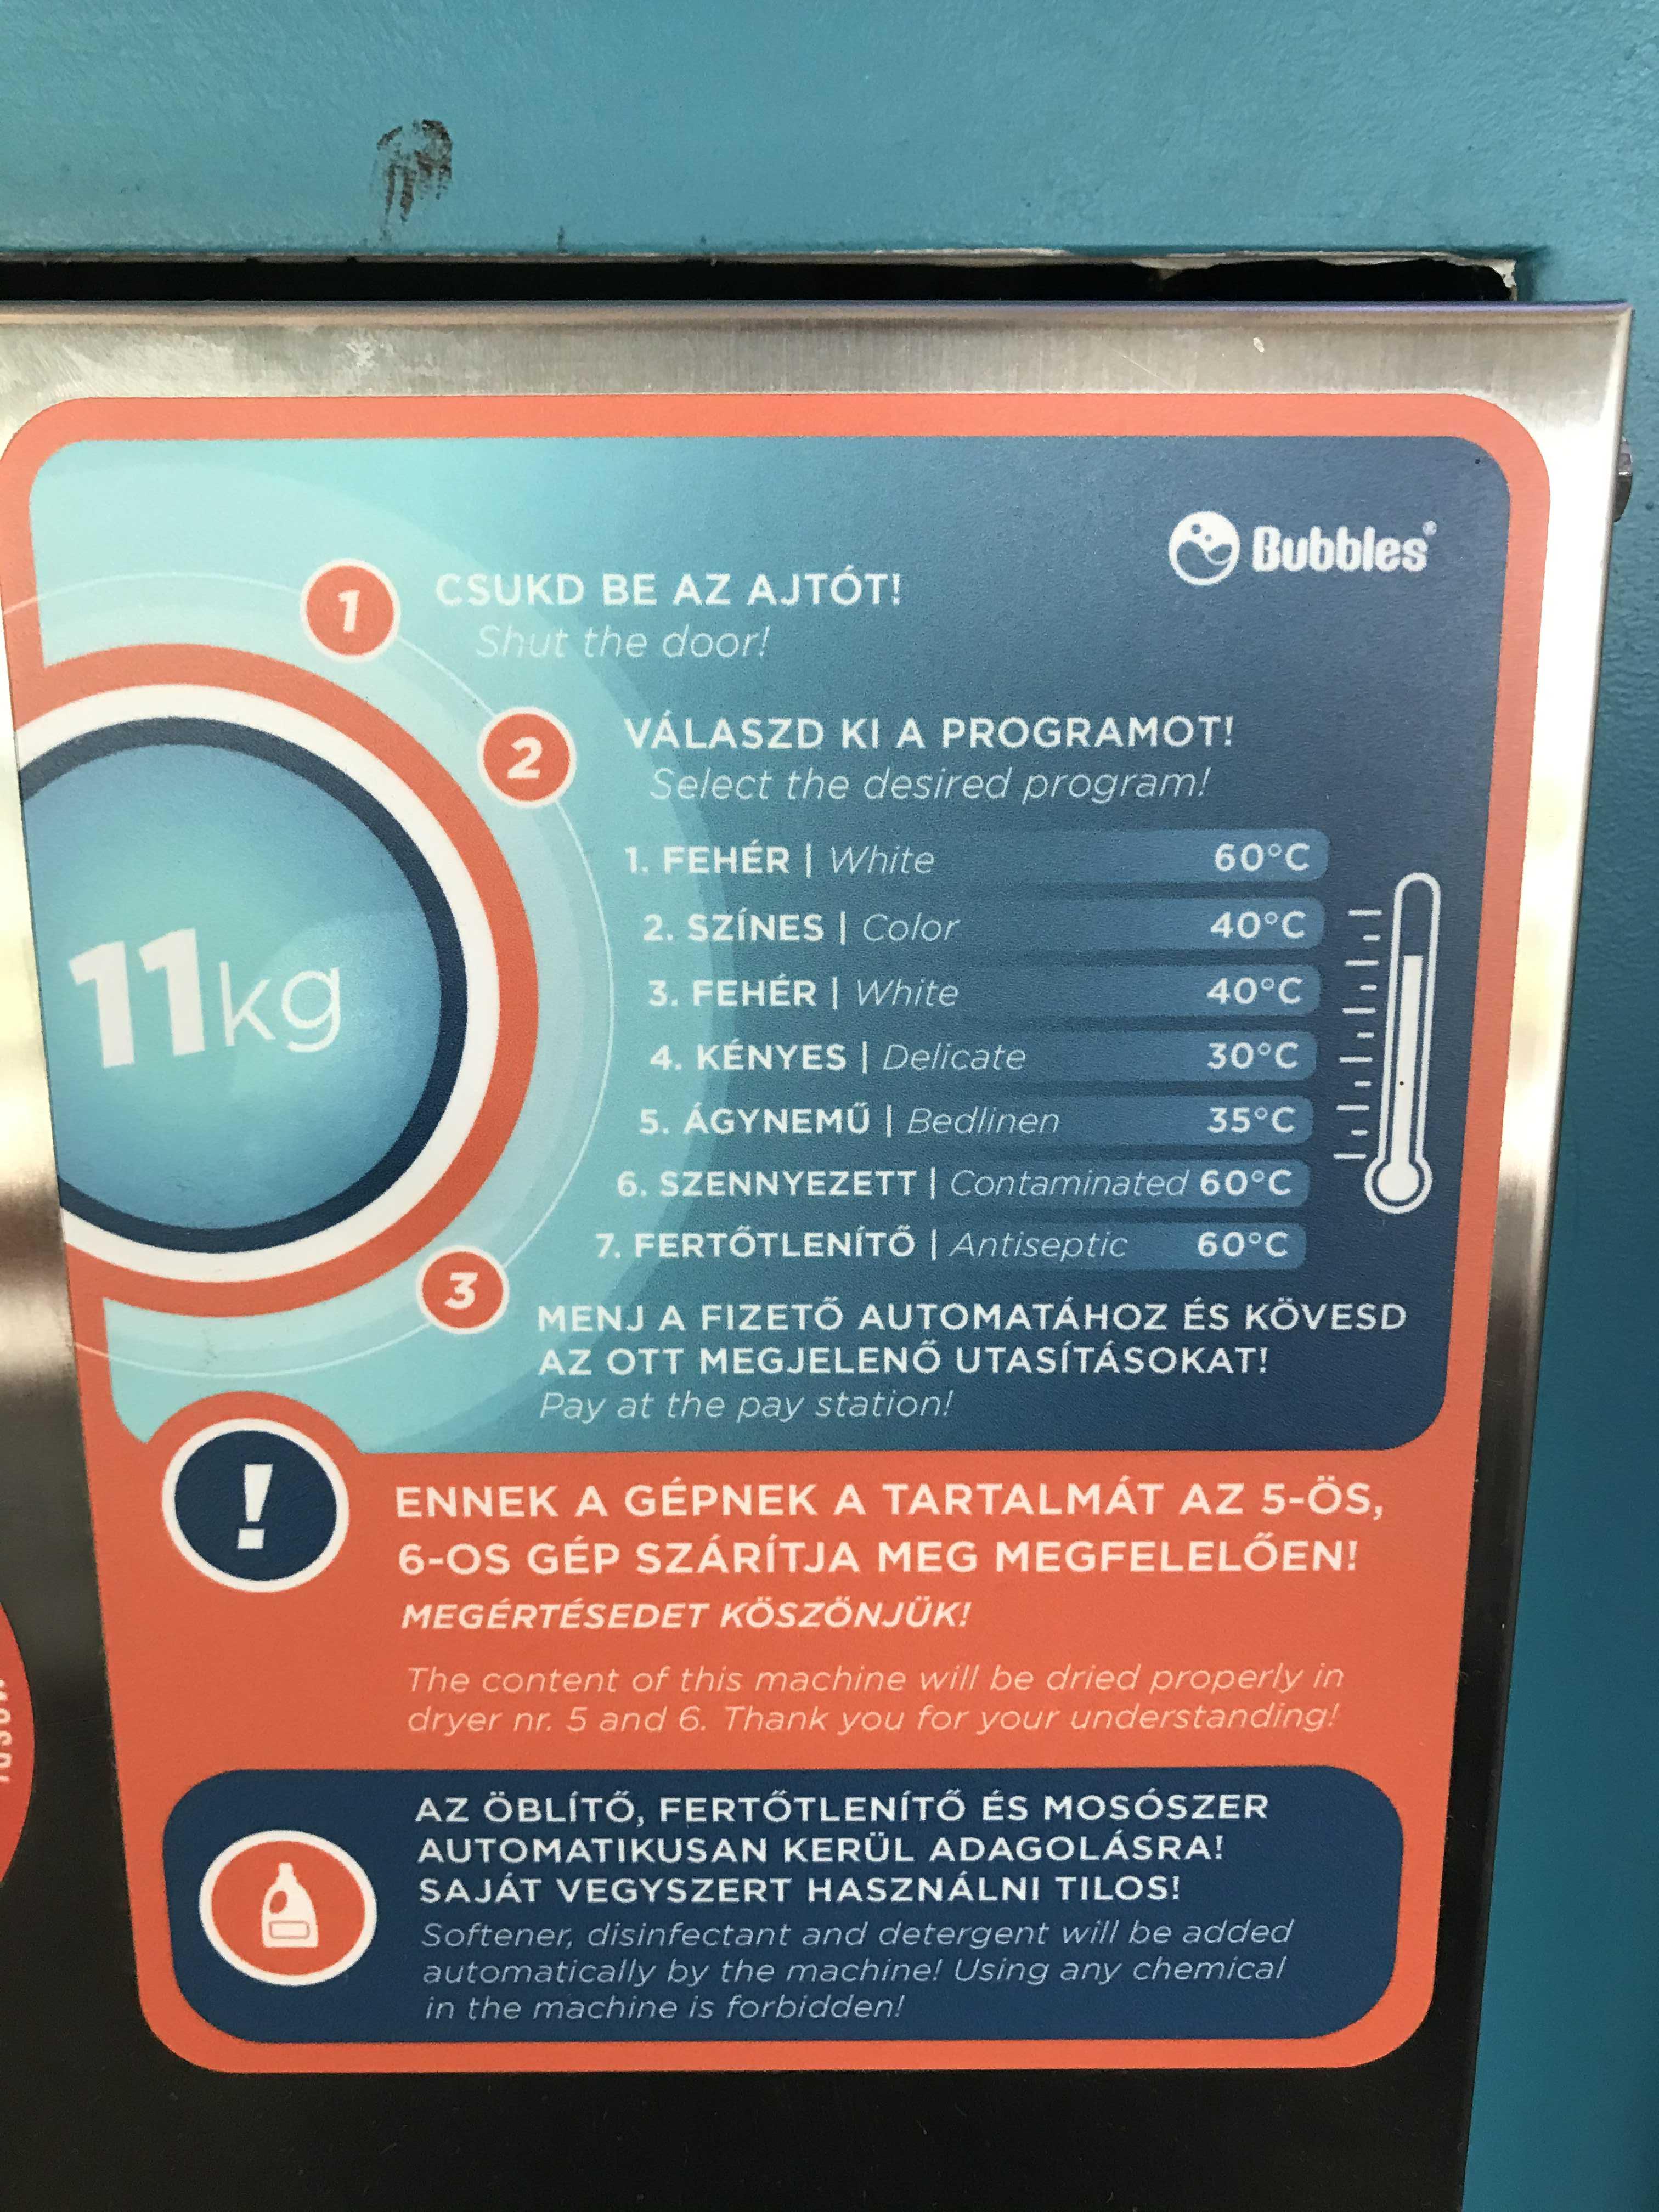 Bubbles®
1
CSUKD BE AZ AJTÓT!
Shut the door!
2
VÁLASZD KI A PROGRAMOT!
Select the desired program!
1. FEHÉR | White 60°C
2. SZÍNES | Color 40°C
3. FEHÉR | White 40°C
4. KÉNYES | Delicate 30°C
5. ÁGYNEMŰ | Bedlinen 35°C
6. SZENNYEZETT | Contaminated 60°C
7. FERTŐTLENÍTŐ | Antiseptic 60°C
11kg
3
MENJ A FIZETŐ AUTOMATÁHOZ ÉS KÖVESD
AZ OTT MEGJELENŐ UTASÍTÁSOKAT!
Pay at the pay station!
!
ENNEK A GÉPNEK A TARTALMÁT AZ 5-ÖS,
6-OS GÉP SZÁRÍTJA MEG MEGFELELŐEN!
MEGÉRTÉSEDET KÖSZÖNJÜK!
The content of this machine will be dried properly in
dryer nr. 5 and 6. Thank you for your understanding!
AZ ÖBLÍTŐ, FERTŐTLENÍTŐ ÉS MOSÓSZER
AUTOMATIKUSAN KERÜL ADAGOLÁSRA!
SAJÁT VEGYSZERT HASZNÁLNI TILOS!
Softener, disinfectant and detergent will be added
automatically by the machine! Using any chemical
in the machine is forbidden!